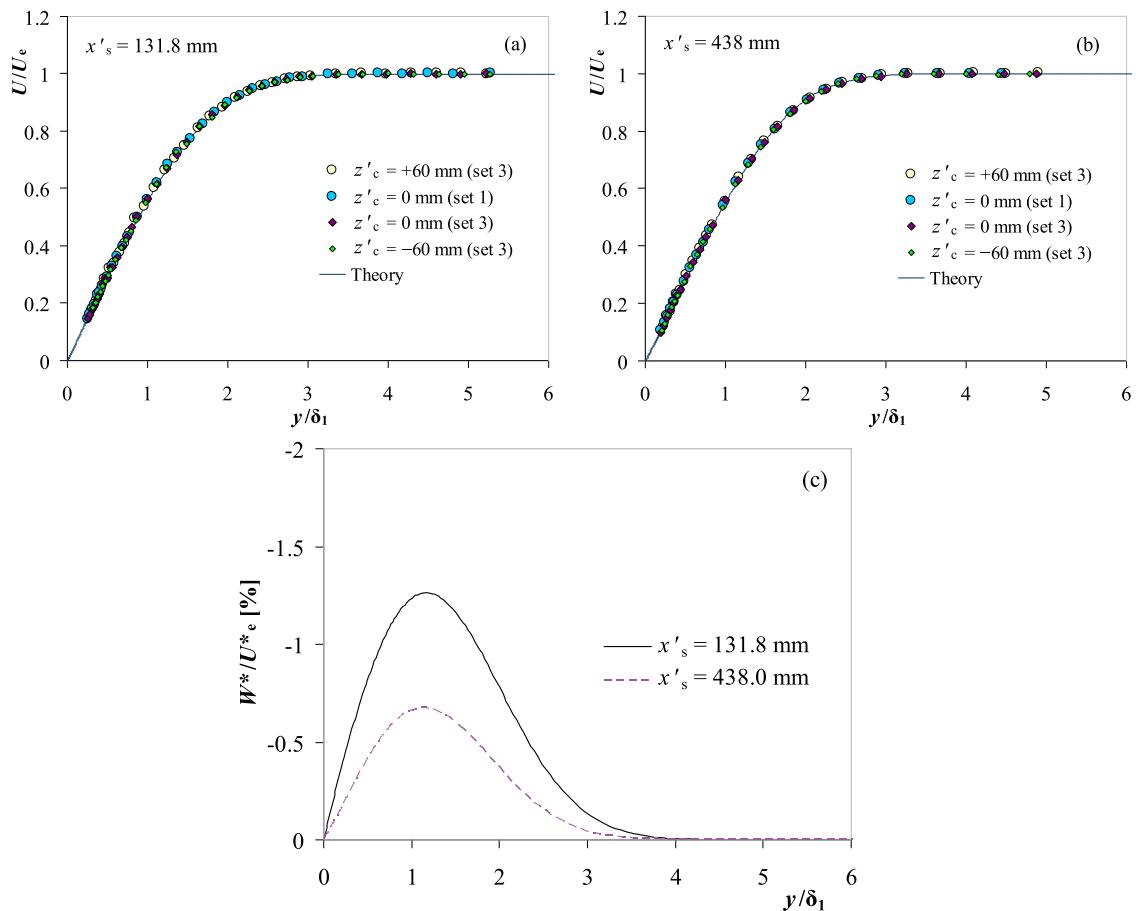 x′s = 131.8 mm
(a)
U/Ue
1.2
1
0.8
0.6
0.4
0.2
0
z′c = +60 mm (set 3)
z′c = 0 mm (set 1)
z′c = 0 mm (set 3)
z′c = −60 mm (set 3)
Theory
0 1 2 3 4 5 6
y/δ1
x′s = 438 mm
(b)
U/Ue
1.2
1
0.8
0.6
0.4
0.2
0
z′c = +60 mm (set 3)
z′c = 0 mm (set 1)
z′c = 0 mm (set 3)
z′c = −60 mm (set 3)
Theory
0 1 2 3 4 5 6
y/δ1
(c)
W*/U*e [%]
-2
-1.5
-1
-0.5
0
x′s = 131.8 mm
x′s = 438.0 mm
0 1 2 3 4 5 6
y/δ1